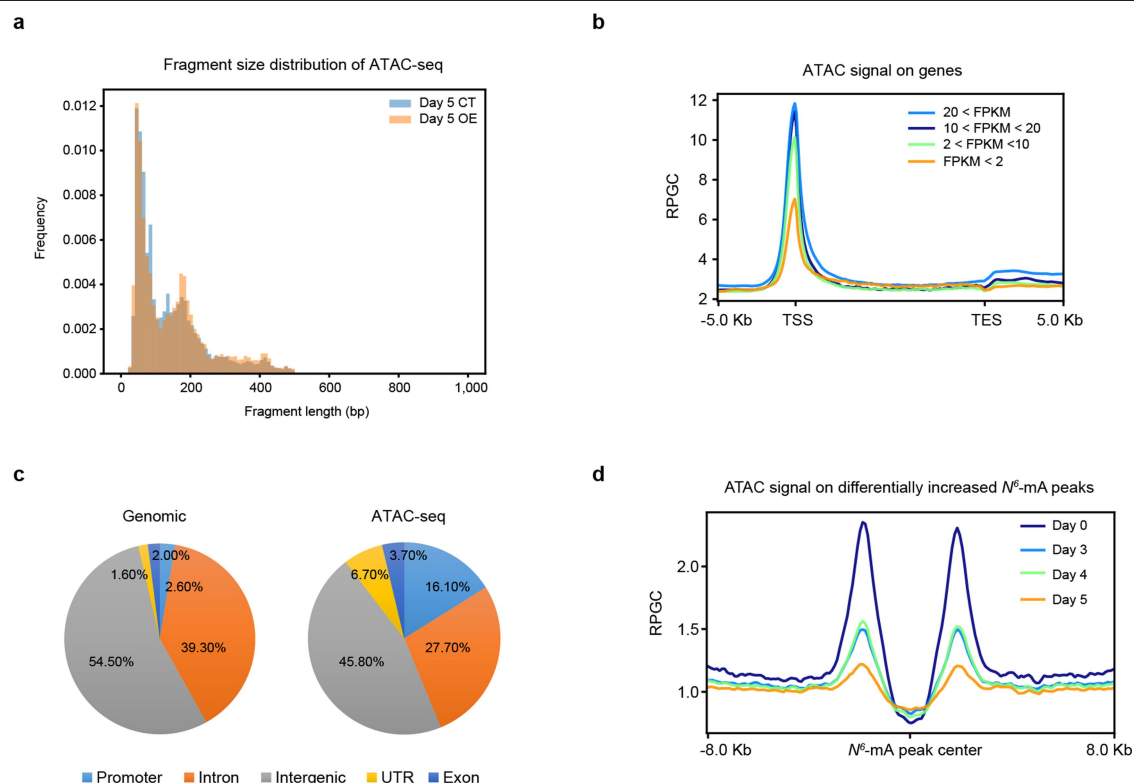 a
Fragment size distribution of ATAC-seq
Day 5 CT
Day 5 OE
0.012
0.010
0.008
0.006
0.004
0.002
0.000
Frequency
0 200 400 600 800 1,000
Fragment length (bp)
b
ATAC signal on genes
20 < FPKM
10 < FPKM < 20
2 < FPKM <10
FPKM < 2
12
10
8
6
4
2
RPGC
-5.0 Kb TSS TES 5.0 Kb
c
Genomic
2.00%
1.60%
2.60%
39.30%
54.50%
ATAC-seq
3.70%
6.70%
16.10%
27.70%
45.80%
Promoter Intron Intergenic UTR Exon
d
ATAC signal on differentially increased N⁶-mA peaks
Day 0
Day 3
Day 4
Day 5
2.0
1.5
1.0
RPGC
-8.0 Kb N⁶-mA peak center 8.0 Kb